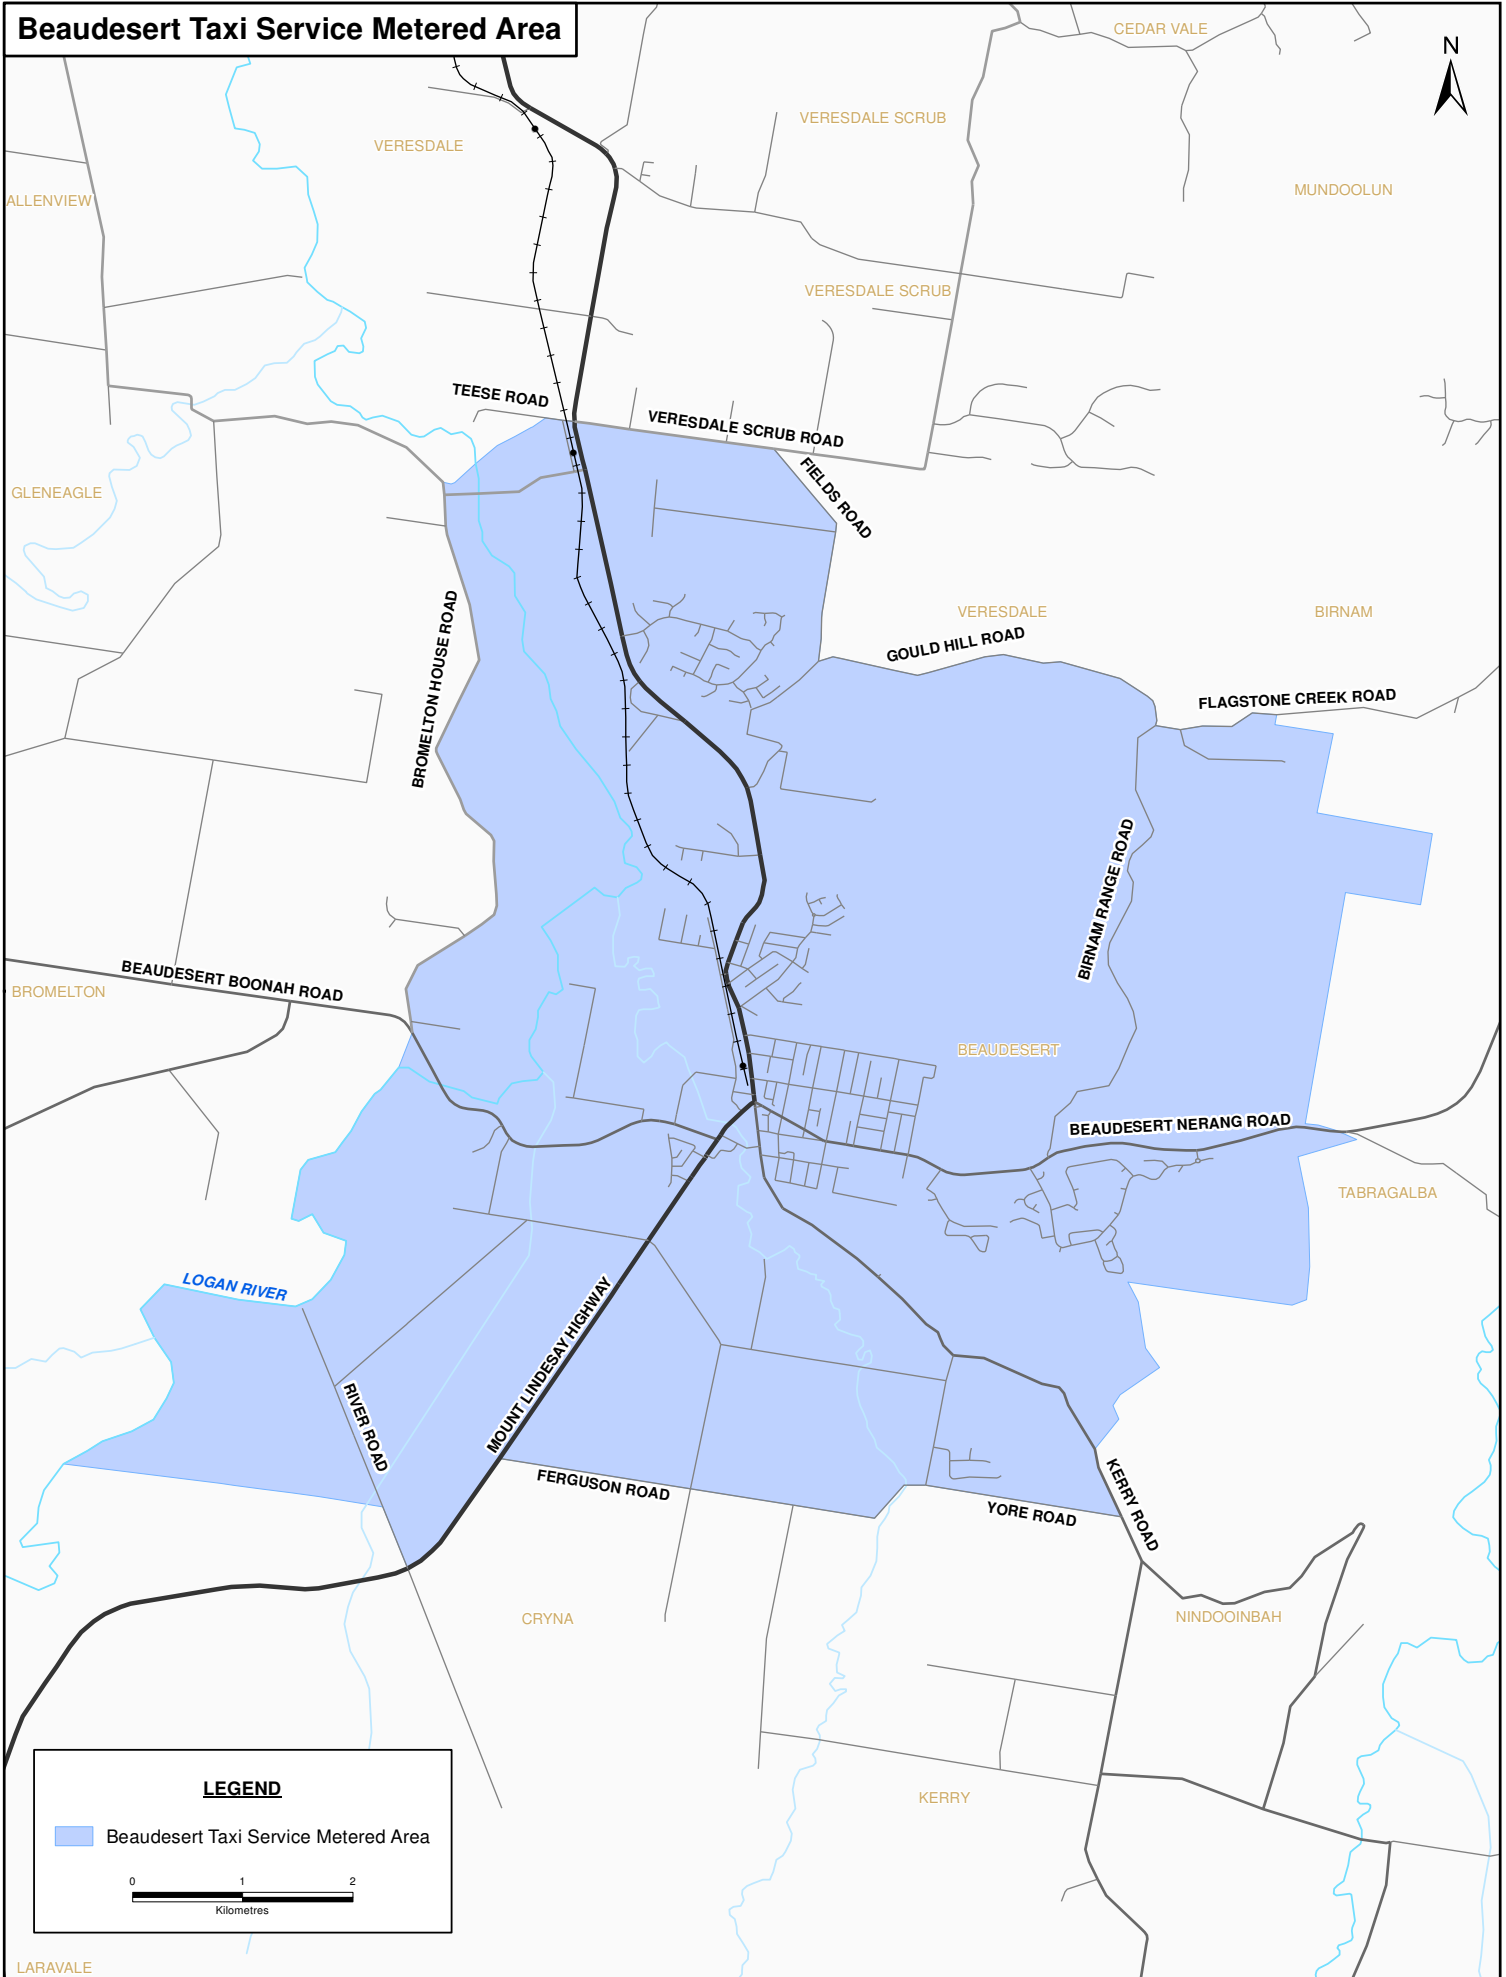 Beaudesert Taxi Service Metered Area
CEDAR VALE
N
VERESDALE SCRUB
VERESDALE
MUNDOOLUN
ALLENVIEW
VERESDALE SCRUB
TEESE ROAD
VERESDALE SCRUB ROAD
FIELDS ROAD
GLENEAGLE
BROMELTON HOUSE ROAD
VERESDALE
BIRNAM
GOULD HILL ROAD
FLAGSTONE CREEK ROAD
BIRNAM RANGE ROAD
BEAUDESERT BOONAH ROAD
BROMELTON
BEAUDESERT
BEAUDESERT NERANG ROAD
TABRAGALBA
LOGAN RIVER
MOUNT LINDESAY HIGHWAY
RIVER ROAD
FERGUSON ROAD
YORE ROAD
KERRY ROAD
CRYNA
NINDOOINBAH
KERRY
LEGEND
Beaudesert Taxi Service Metered Area
0 1 2
Kilometres
LARAVALE